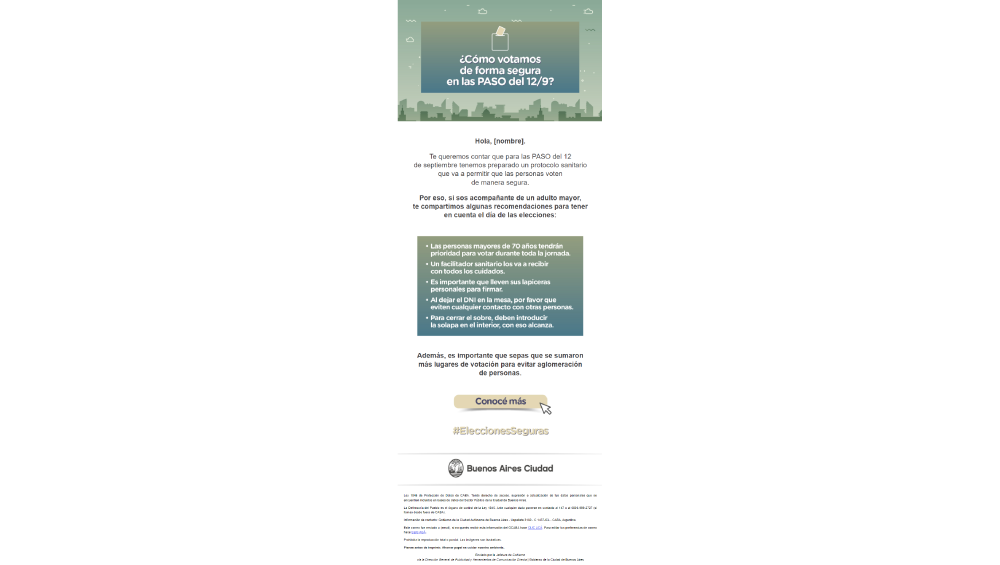 ¿Cómo votamos
de forma segura
en las PASO del 12/9?
Hola, [nombre].
Te queremos contar que para las PASO del 12
de septiembre tenemos preparado un protocolo sanitario
que va a permitir que las personas voten
de manera segura.
Por eso, si sos acompañante de un adulto mayor,
te compartimos algunas recomendaciones para tener
en cuenta el día de las elecciones:
• Las personas mayores de 70 años tendrán
prioridad para votar durante toda la jornada.
• Un facilitador sanitario los va a recibir
con todos los cuidados.
• Es importante que lleven sus lapiceras
personales para firmar.
• Al dejar el DNI en la mesa, por favor que
eviten cualquier contacto con otras personas.
• Para cerrar el sobre, deben introducir
la solapa en el interior, con eso alcanza.
Además, es importante que sepas que se sumaron
más lugares de votación para evitar aglomeración
de personas.
Conocé más
#EleccionesSeguras
Buenos Aires Ciudad